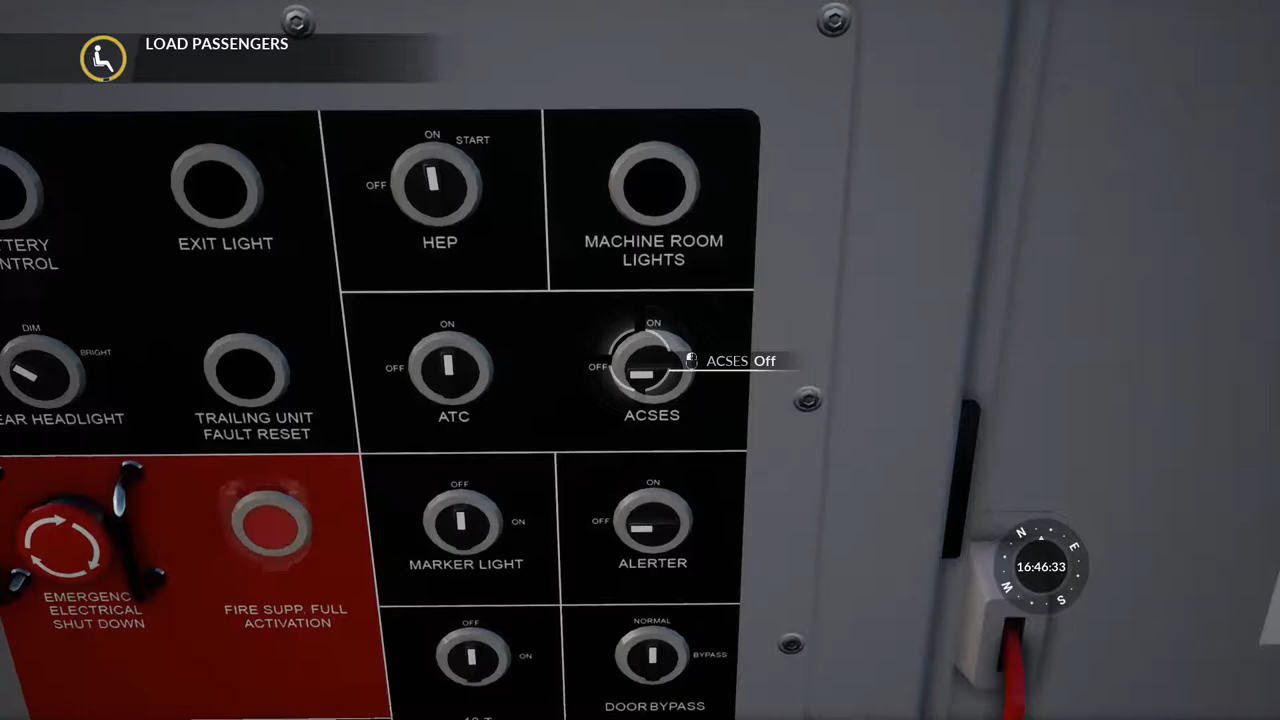 LOAD PASSENGERS
ON START
OFF
HEP
MACHINE ROOM
LIGHTS
EXIT LIGHT
TTERY
NTROL
DIM
BRIGHT
EAR HEADLIGHT
TRAILING UNIT
FAULT RESET
ON
OFF
ATC
ON
OFF
ACSES
ACSES Off
OFF
ON
MARKER LIGHT
ON
OFF
ALERTER
EMERGENC
ELECTRICAL
SHUT DOWN
FIRE SUPP. FULL
ACTIVATION
OFF
ON
NORMAL
BYPASS
DOOR BYPASS
N
E
W
S
16:46:33